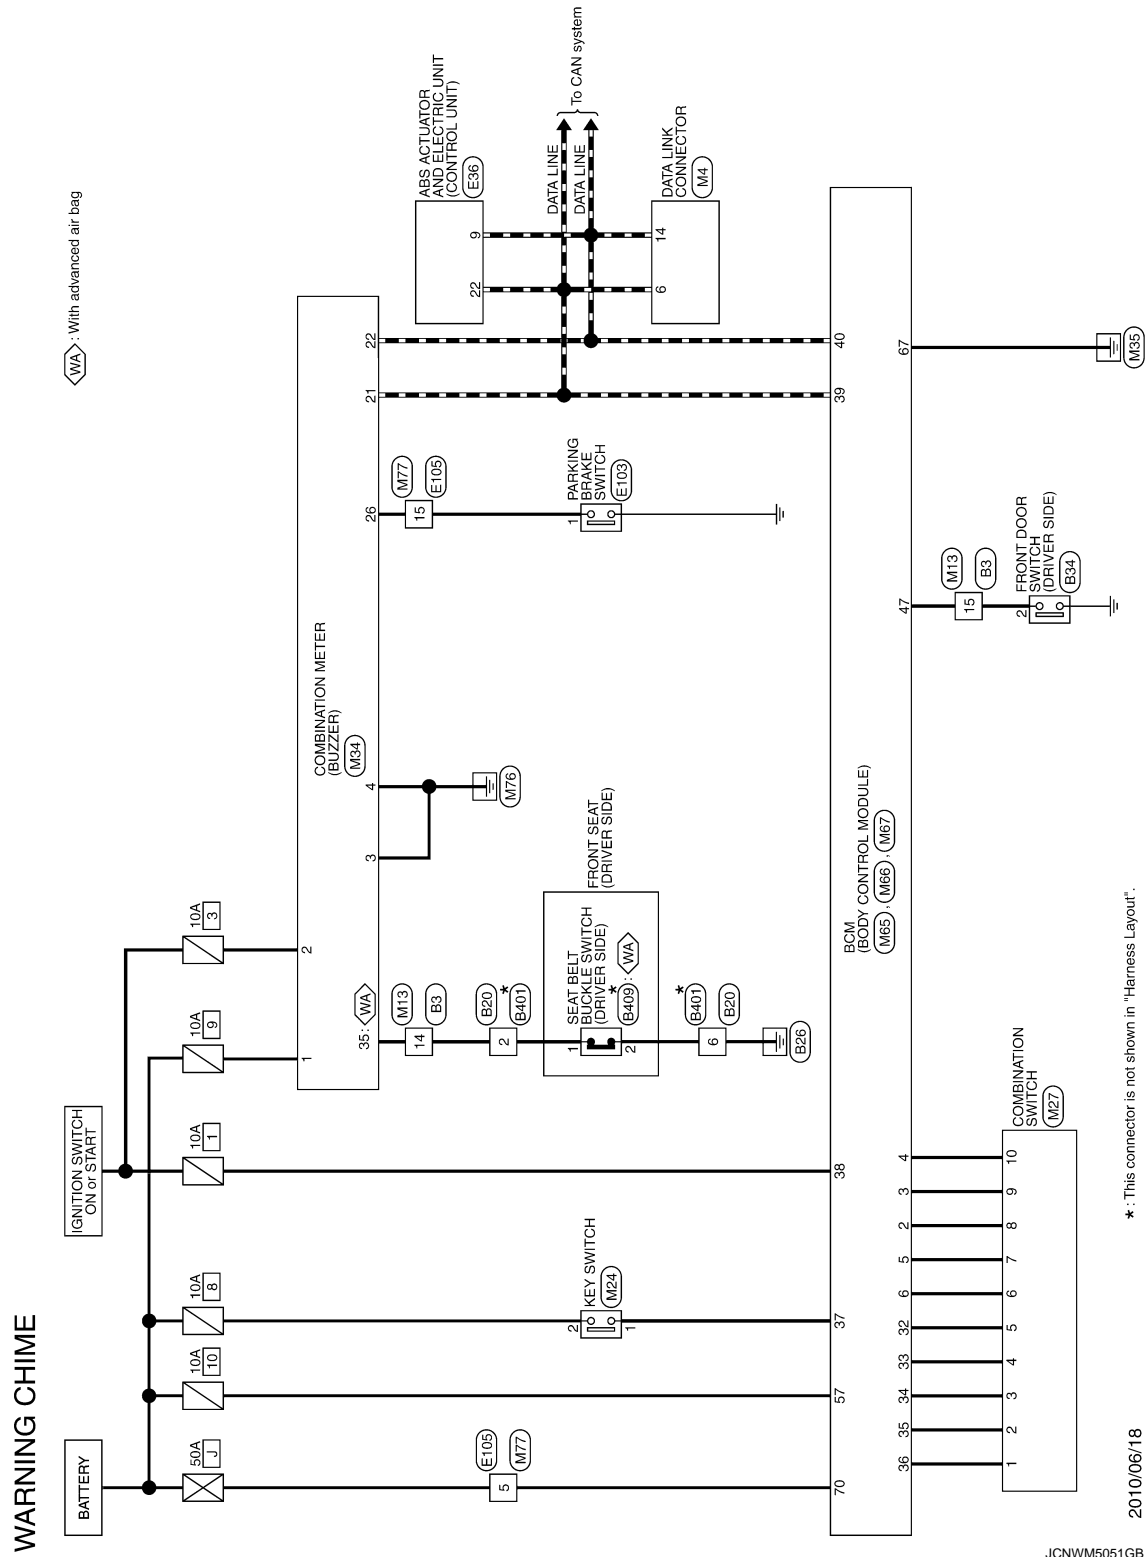 WARNING CHIME
BATTERY
IGNITION SWITCH
ON or START
WA : With advanced air bag
50A
J
10A
10
10A
8
10A
1
10A
9
10A
3
1
2
COMBINATION METER
(BUZZER)
M34
35 : WA
3
4
26
21
22
ABS ACTUATOR
AND ELECTRIC UNIT
(CONTROL UNIT)
E36
22
9
M13
14
B3
M76
M77
15
E105
E105
5
M77
B20
2
* B401
DATA LINE
DATA LINE
To CAN system
KEY SWITCH
M24
2
1
FRONT SEAT
(DRIVER SIDE)
SEAT BELT
BUCKLE SWITCH
(DRIVER SIDE)
* B409 : WA
1
2
PARKING
BRAKE
SWITCH
E103
1
DATA LINK
CONNECTOR
M4
6
14
* B401
6
B20
B26
70
57
37
38
39
40
BCM
(BODY CONTROL MODULE)
M65 , M66 , M67
36
35
34
33
32
6
5
2
3
4
47
67
M13
15
B3
FRONT DOOR
SWITCH
(DRIVER SIDE)
B34
2
M35
COMBINATION
SWITCH
M27
1
2
3
4
5
6
7
8
9
10
* : This connector is not shown in "Harness Layout".
2010/06/18
JCNWM5051GB